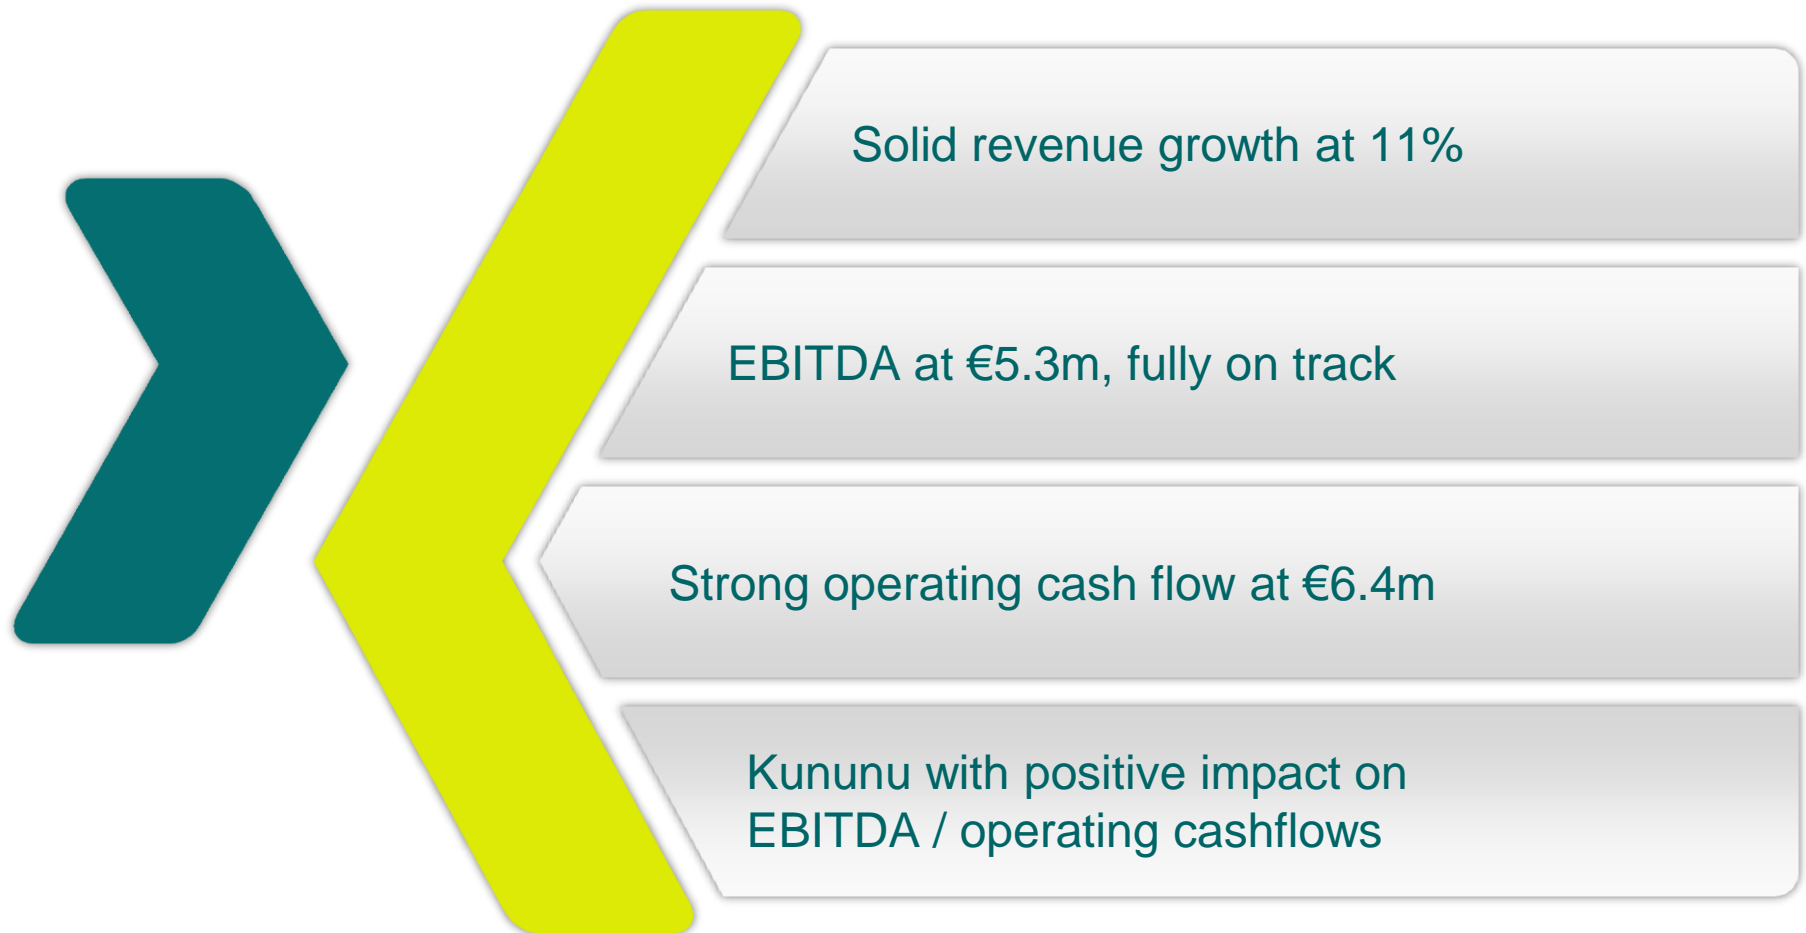 Solid revenue growth at 11%
EBITDA at €5.3m, fully on track
Strong operating cash flow at €6.4m
Kununu with positive impact on
EBITDA / operating cashflows